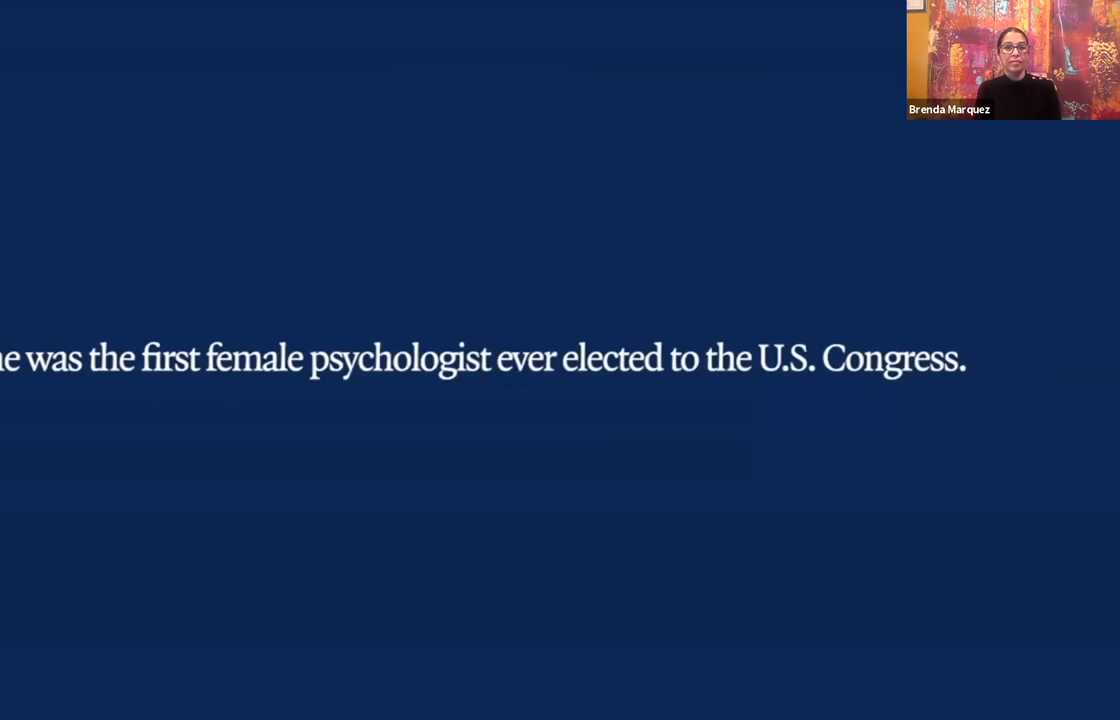 Brenda Marquez
was the first female psychologist ever elected to the U.S. Congress.